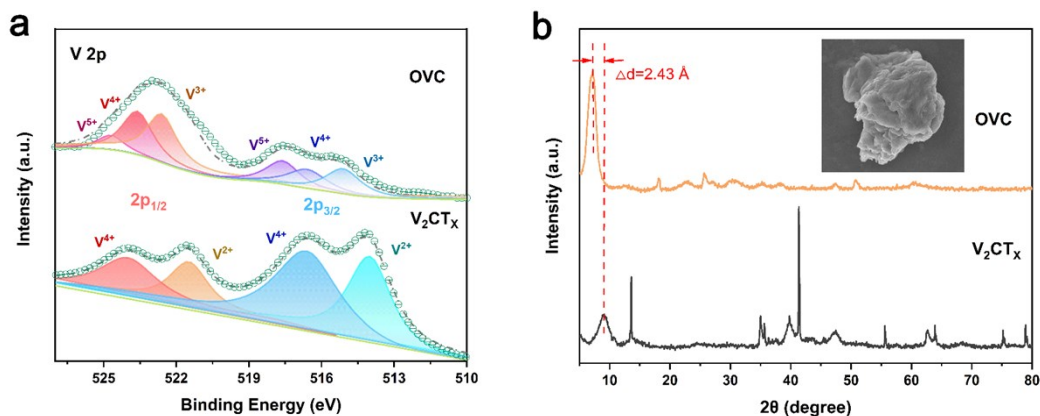 a
V 2p
OVC
V⁴⁺
V³⁺
V⁵⁺
V⁵⁺
V⁴⁺
V³⁺
2p₁/₂
2p₃/₂
V₂CTₓ
V⁴⁺
V²⁺
V⁴⁺
V²⁺
Intensity (a.u.)
525
522
519
516
513
510
Binding Energy (eV)
b
△d=2.43 Å
OVC
V₂CTₓ
Intensity (a.u.)
10
20
30
40
50
60
70
80
2θ (degree)